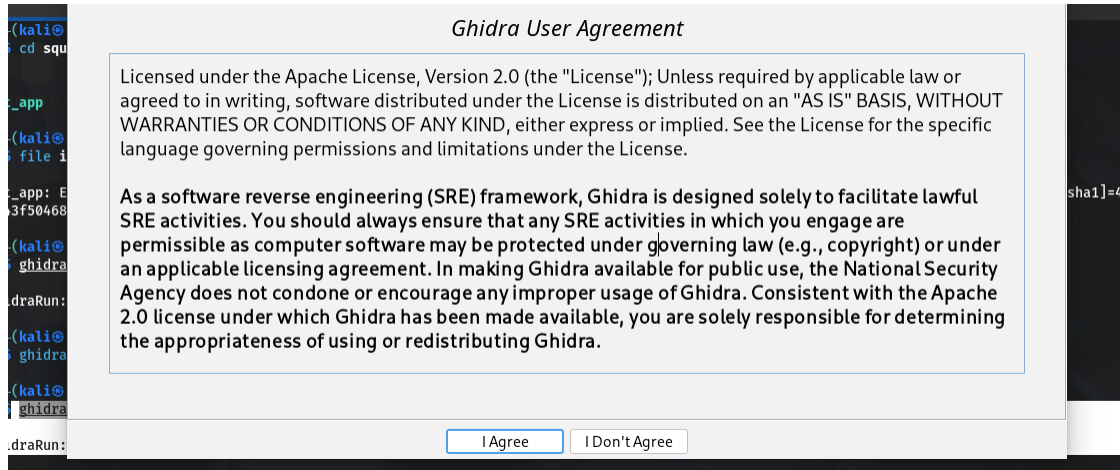 Ghidra User Agreement
Licensed under the Apache License, Version 2.0 (the "License"); Unless required by applicable law or
agreed to in writing, software distributed under the License is distributed on an "AS IS" BASIS, WITHOUT
WARRANTIES OR CONDITIONS OF ANY KIND, either express or implied. See the License for the specific
language governing permissions and limitations under the License.
As a software reverse engineering (SRE) framework, Ghidra is designed solely to facilitate lawful
SRE activities. You should always ensure that any SRE activities in which you engage are
permissible as computer software may be protected under governing law (e.g., copyright) or under
an applicable licensing agreement. In making Ghidra available for public use, the National Security
Agency does not condone or encourage any improper usage of Ghidra. Consistent with the Apache
2.0 license under which Ghidra has been made available, you are solely responsible for determining
the appropriateness of using or redistributing Ghidra.
I Agree
I Don't Agree
-(kali㉿
cd squ
t_app
-(kali㉿
file i
t_app: E
sha1]=4
43f50468
-(kali㉿
ghidra
idraRun:
-(kali㉿
ghidra
-(kali㉿
ghidra
idraRun: